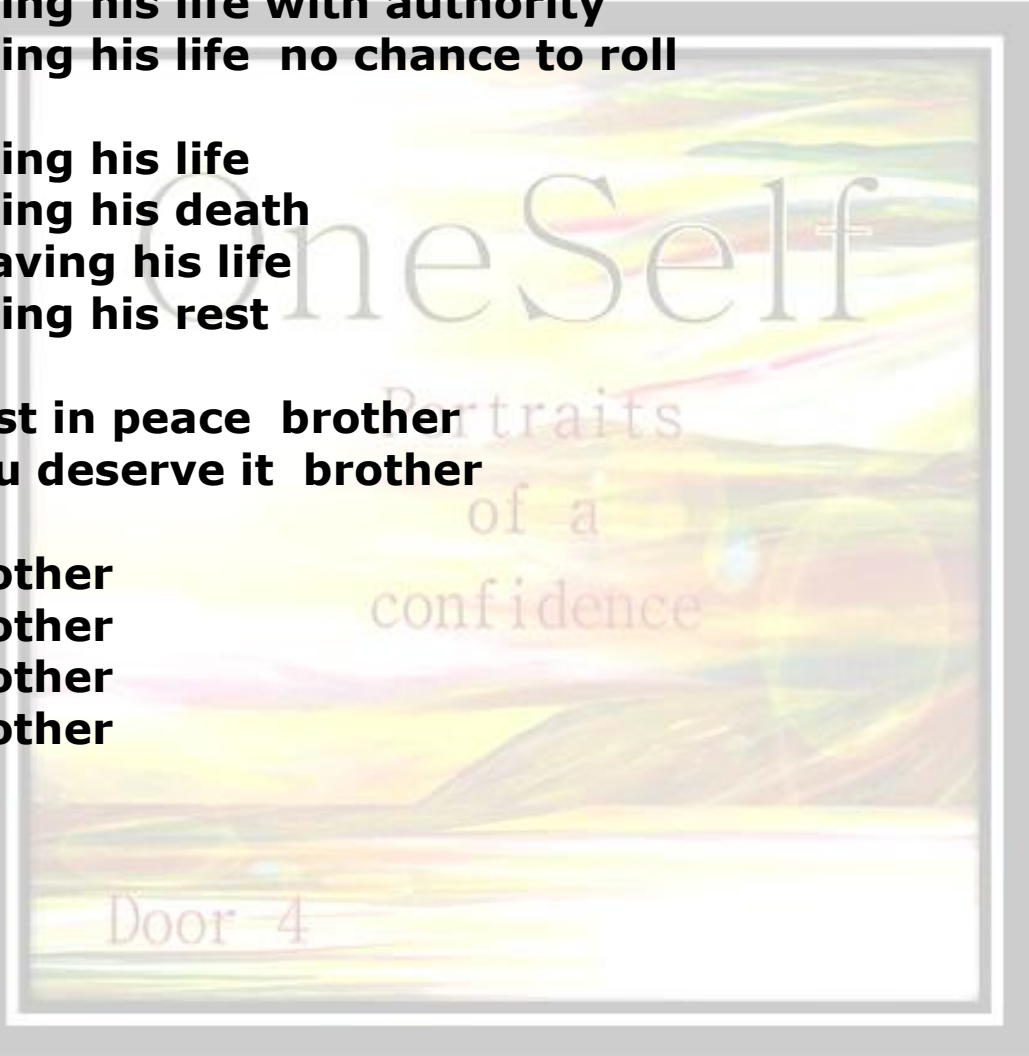 ing his life with authority
ing his life no chance to roll
ing his life
ing his death
aving his life
ing his rest
st in peace brother
u deserve it brother
other
other
other
other
OneSelf
Portraits
of a
confidence
Door 4